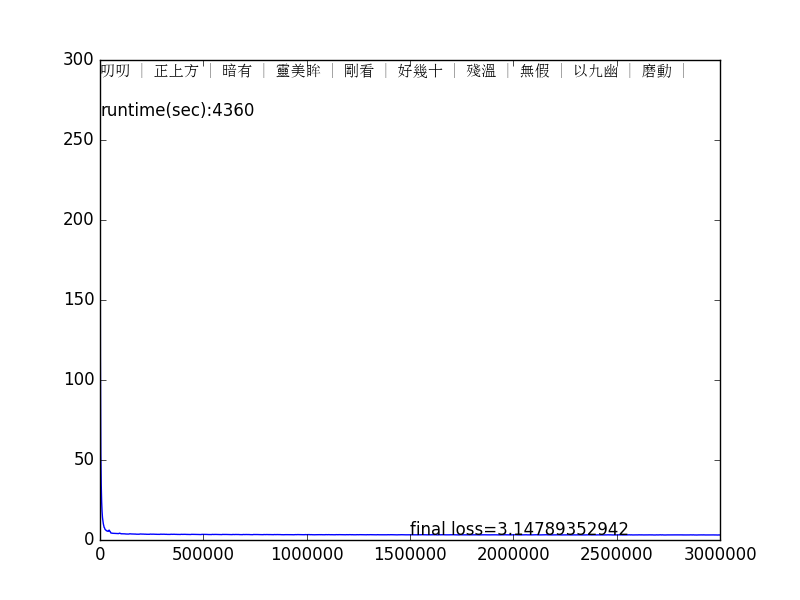 300
叨叨 | 正上方 | 暗有 | 靈美眸 | 剛看 | 好幾十 | 殘溫 | 無假 | 以九幽 | 磨動 |
runtime(sec):4360
250
200
150
100
50
final loss=3.14789352942
0
0 500000 1000000 1500000 2000000 2500000 3000000